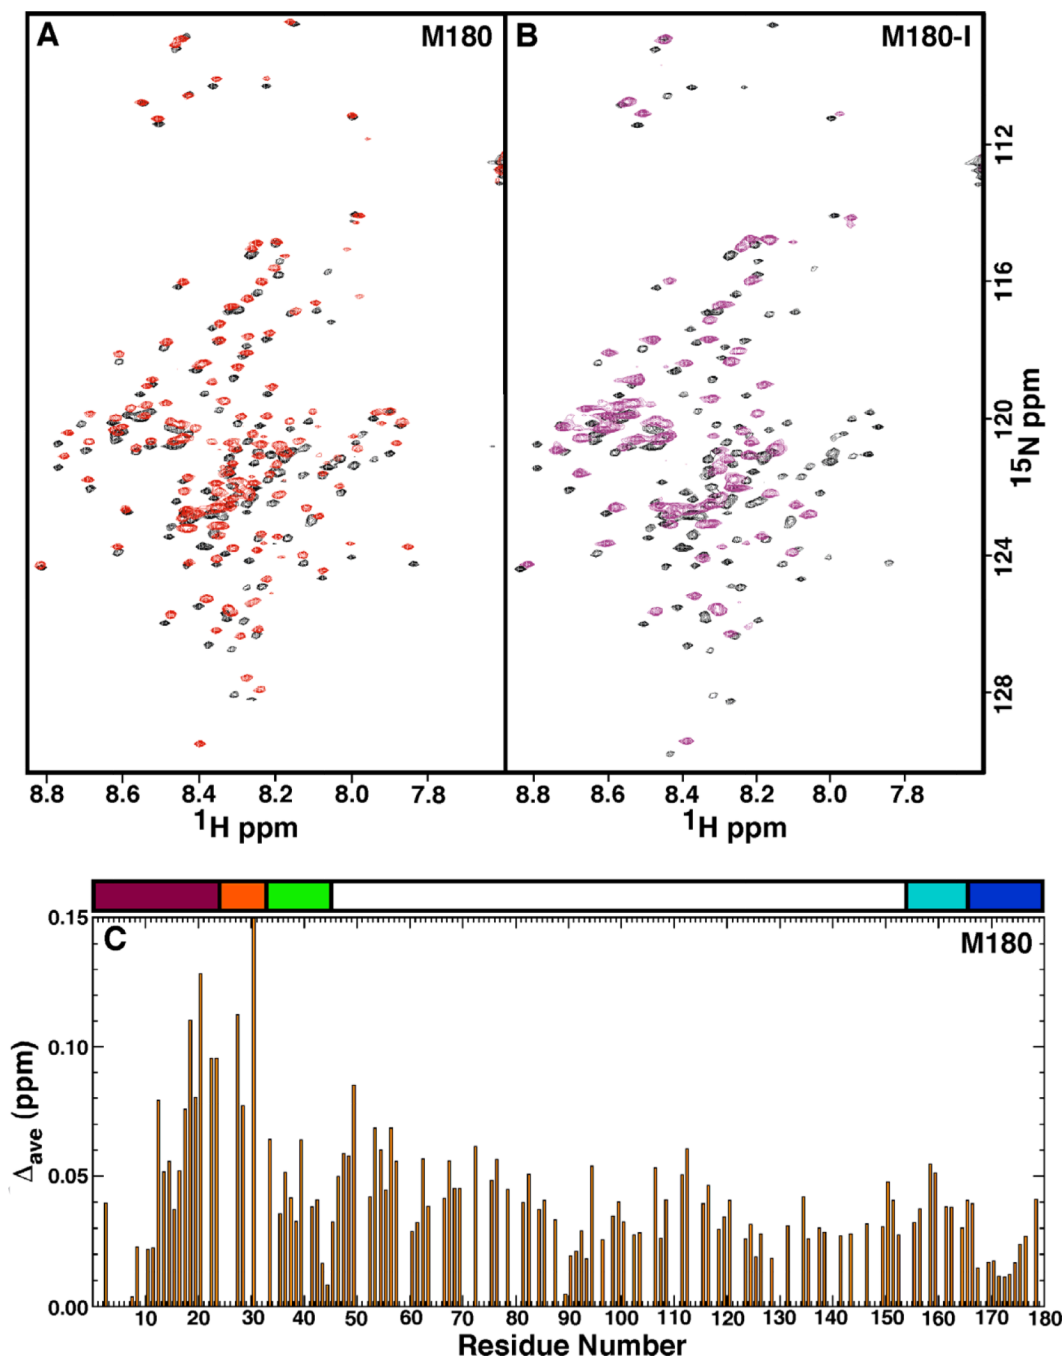 A M180
B M180-I
112
116
120
124
128
15N ppm
8.8 8.6 8.4 8.2 8.0 7.8
8.8 8.6 8.4 8.2 8.0 7.8
1H ppm
1H ppm
C M180
0.15
0.10
0.05
0.00
Δave (ppm)
10 20 30 40 50 60 70 80 90 100 110 120 130 140 150 160 170 180
Residue Number